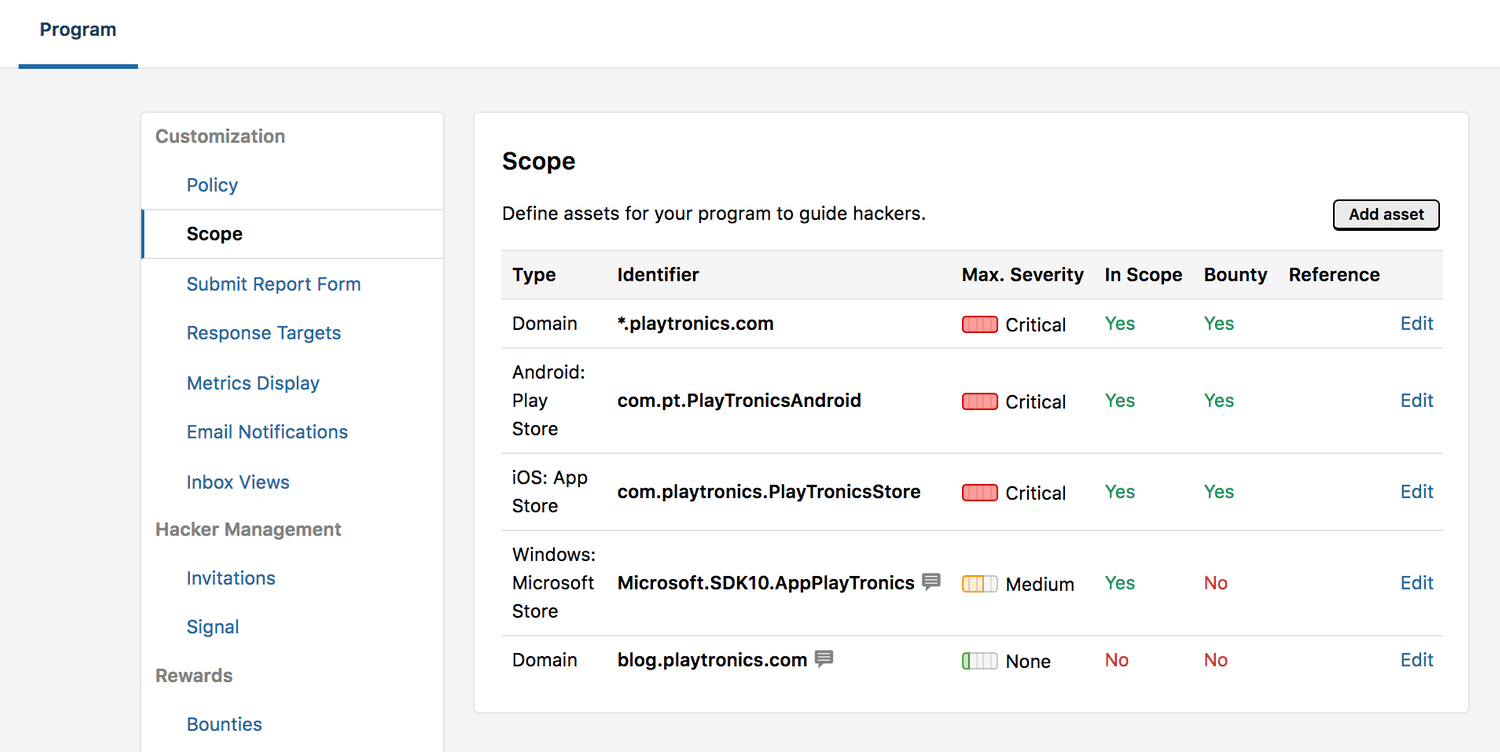 Program
Customization
Policy
Scope
Submit Report Form
Response Targets
Metrics Display
Email Notifications
Inbox Views
Hacker Management
Invitations
Signal
Rewards
Bounties
Scope
Define assets for your program to guide hackers.
Add asset
Type Identifier Max. Severity In Scope Bounty Reference
Domain *.playtronics.com Critical Yes Yes Edit
Android:
Play com.pt.PlayTronicsAndroid Critical Yes Yes Edit
Store
iOS: App
Store com.playtronics.PlayTronicsStore Critical Yes Yes Edit
Windows:
Microsoft Microsoft.SDK10.AppPlayTronics Medium Yes No Edit
Store
Domain blog.playtronics.com None No No Edit